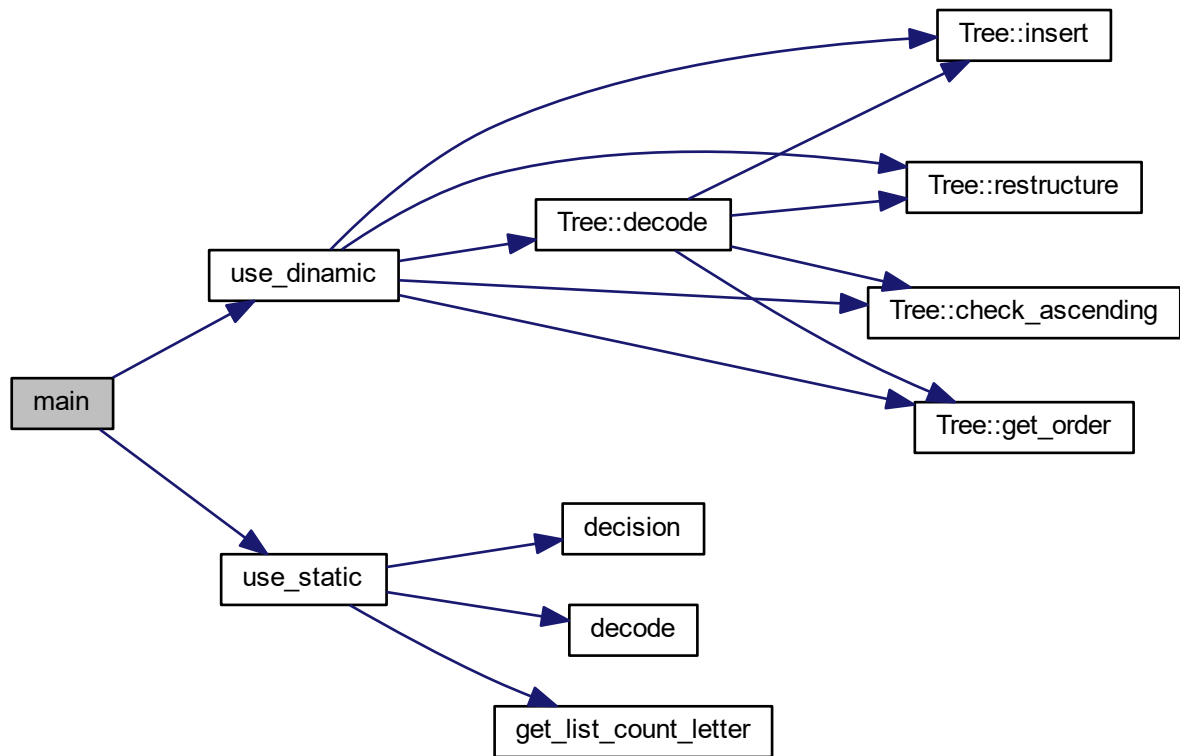 main
use_dinamic
Tree::decode
Tree::insert
Tree::restructure
Tree::check_ascending
Tree::get_order
use_static
decision
decode
get_list_count_letter